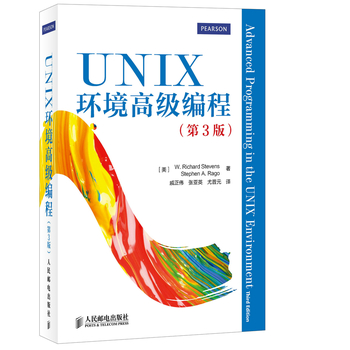 PEARSON
UNIX
环境高级编程
(第3版)
[美] W. Richard Stevens
Stephen A. Rago 著
戚正伟 张亚英 尤晋元 译
人民邮电出版社
POSTS & TELECOM PRESS
Advanced Programming in the UNIX Environment Third Edition
UNIX环境高级编程(第3版)
人民邮电出版社